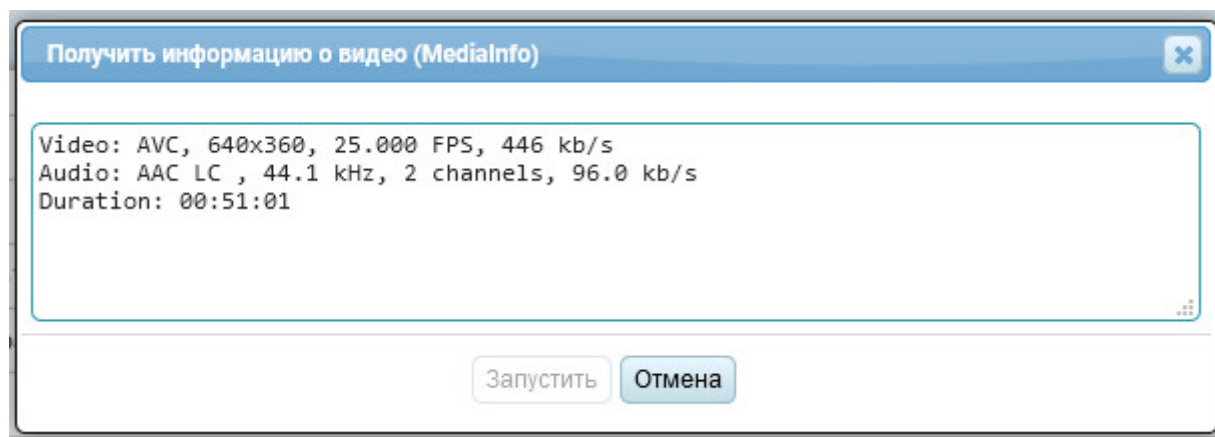 Получить информацию о видео (MediaInfo)
Video: AVC, 640x360, 25.000 FPS, 446 kb/s
Audio: AAC LC , 44.1 kHz, 2 channels, 96.0 kb/s
Duration: 00:51:01
Запустить Отмена